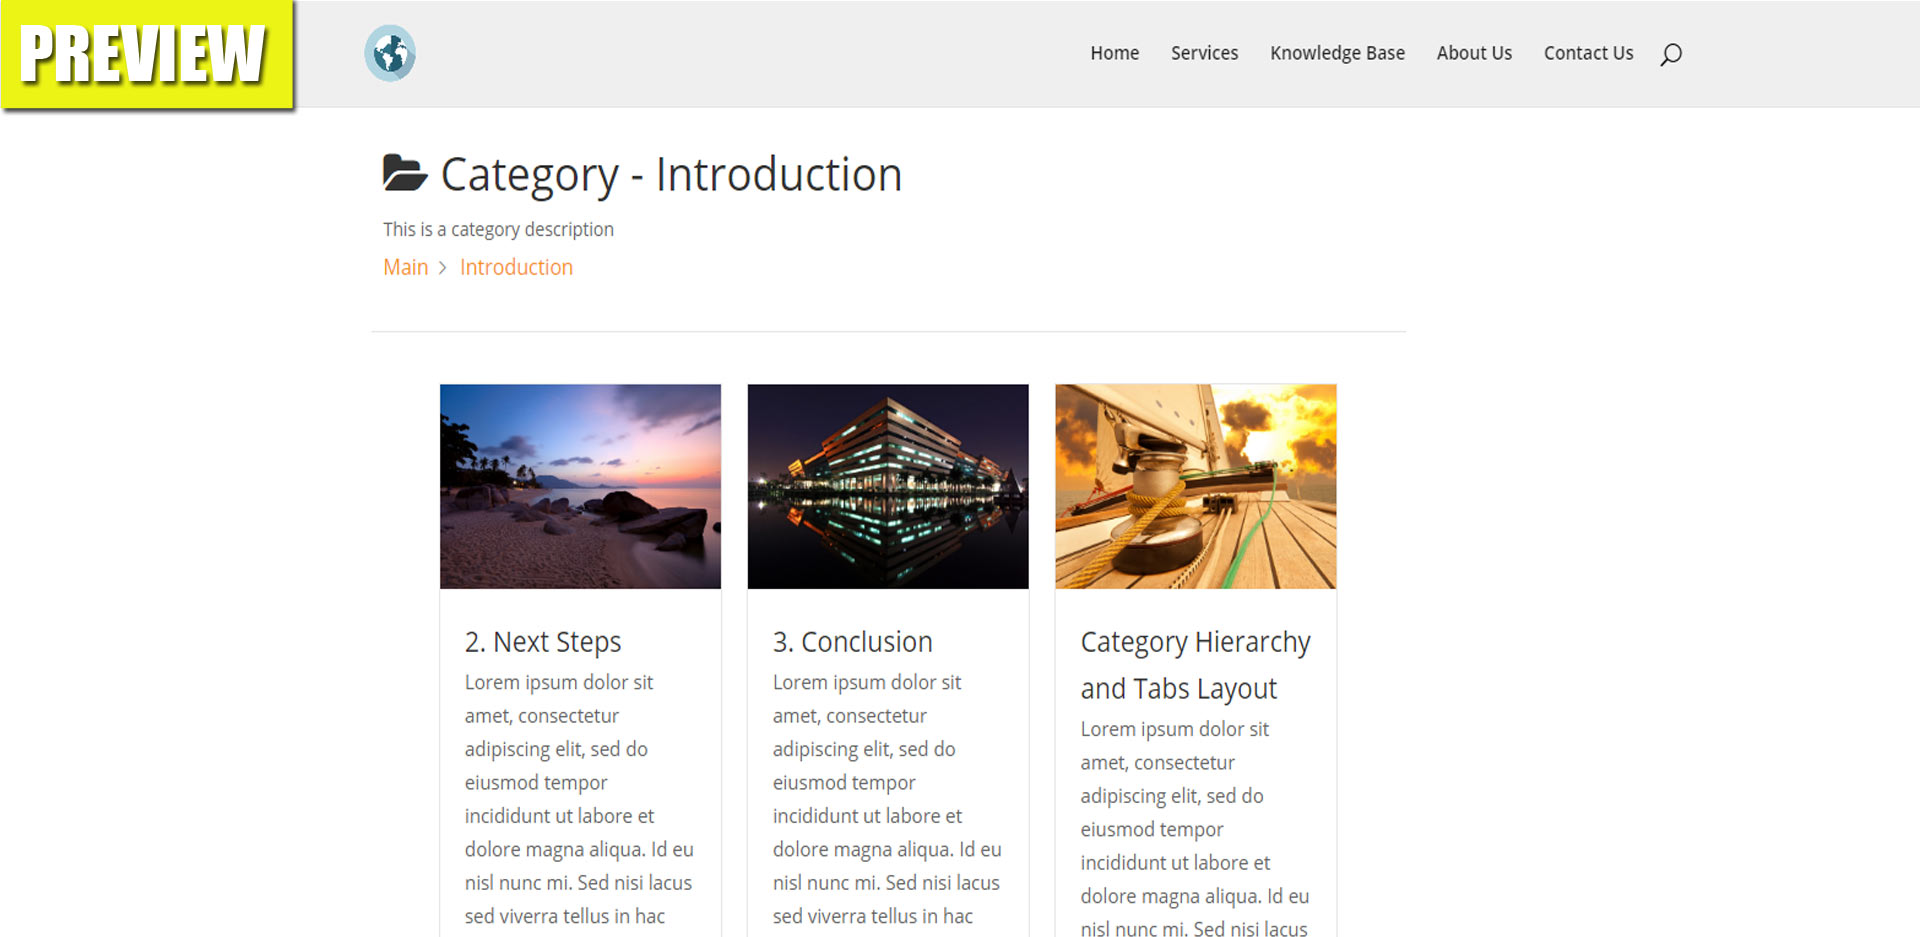 PREVIEW
Home Services Knowledge Base About Us Contact Us
Category - Introduction
This is a category description
Main > Introduction
2. Next Steps
Lorem ipsum dolor sit
amet, consectetur
adipiscing elit, sed do
eiusmod tempor
incididunt ut labore et
dolore magna aliqua. Id eu
nisl nunc mi. Sed nisi lacus
sed viverra tellus in hac
3. Conclusion
Lorem ipsum dolor sit
amet, consectetur
adipiscing elit, sed do
eiusmod tempor
incididunt ut labore et
dolore magna aliqua. Id eu
nisl nunc mi. Sed nisi lacus
sed viverra tellus in hac
Category Hierarchy
and Tabs Layout
Lorem ipsum dolor sit
amet, consectetur
adipiscing elit, sed do
eiusmod tempor
incididunt ut labore et
dolore magna aliqua. Id eu
nisl nunc mi. Sed nisi lacus